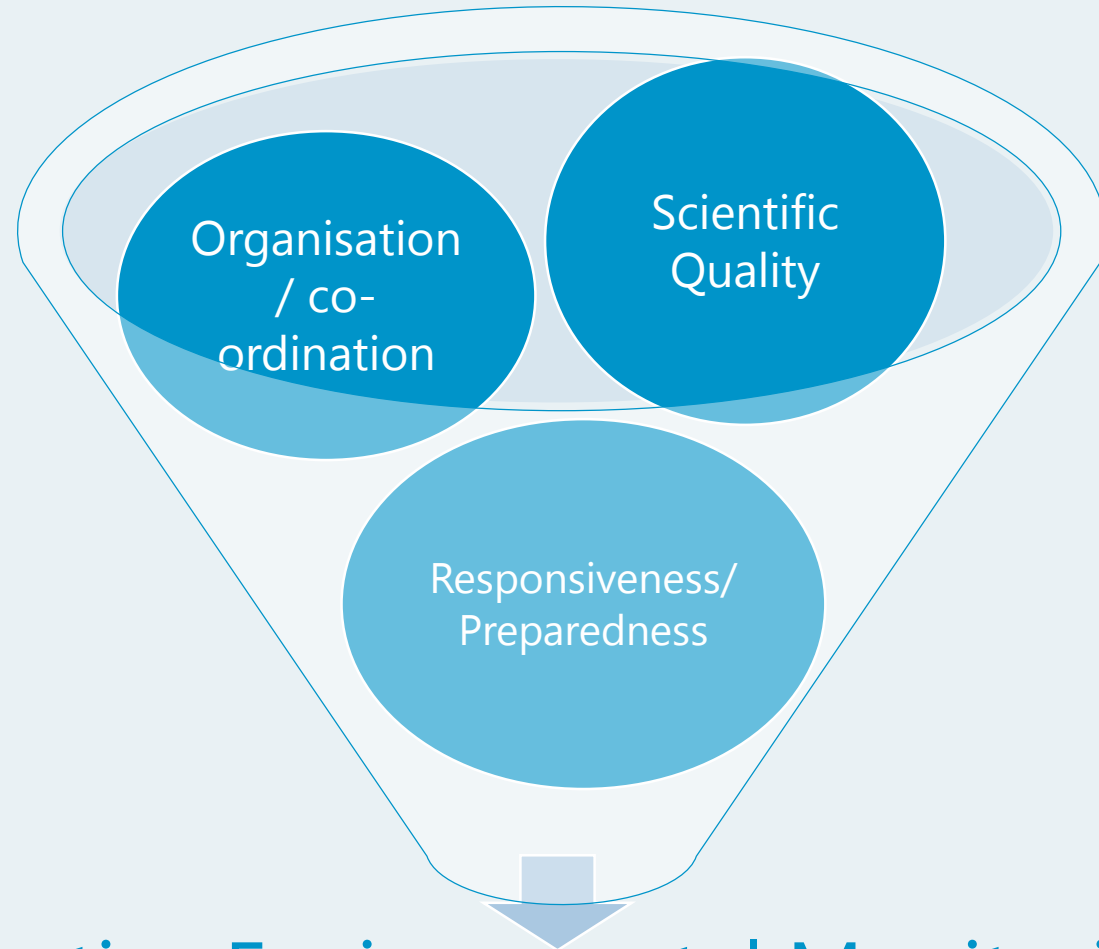 Organisation
/ co-
ordination
Scientific
Quality
Responsiveness/
Preparedness